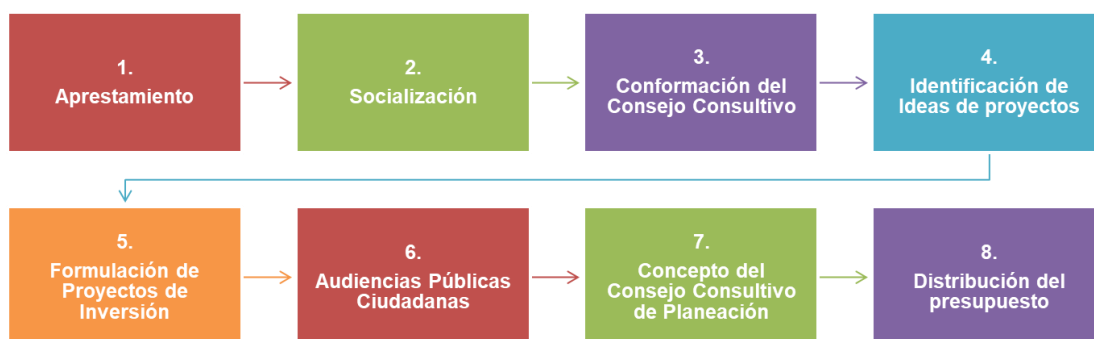 1.
Aprestamiento
2.
Socialización
3.
Conformación del
Consejo Consultivo
4.
Identificación de
Ideas de proyectos
5.
Formulación de
Proyectos de
Inversión
6.
Audiencias Públicas
Ciudadanas
7.
Concepto del
Consejo Consultivo
de Planeación
8.
Distribución del
presupuesto